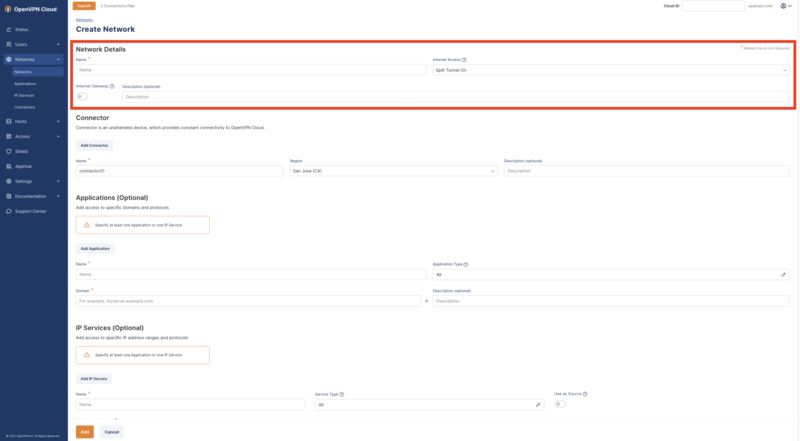 OpenVPN Cloud
Upgrade
3 Connections Plan
Cloud ID:
.openvpn.com
Networks
Create Network
Status
Users
Networks
Networks
Applications
IP Services
Connectors
Hosts
Access
Shield
AppHub
Settings
Documentation
Support Center
Network Details
* Marked Inputs Are Required
Name *
Name
Internet Access
Split Tunnel On
Internet Gateway
Description (optional)
Description
Connector
Connector is an unattended device, which provides constant connectivity to OpenVPN Cloud.
Add Connector
Name *
connector01
Region
San Jose (CA)
Description (optional)
Description
Applications (Optional)
Add access to specific domains and protocols
Specify at least one Application or one IP Service
Add Application
Name *
Name
Application Type
All
Domain *
For example, myserver.example.com
Description (optional)
Description
IP Services (Optional)
Add access to specific IP address ranges and protocols
Specify at least one Application or one IP Service
Add IP Service
Name *
Name
Service Type
All
Use as Source
Add
Cancel